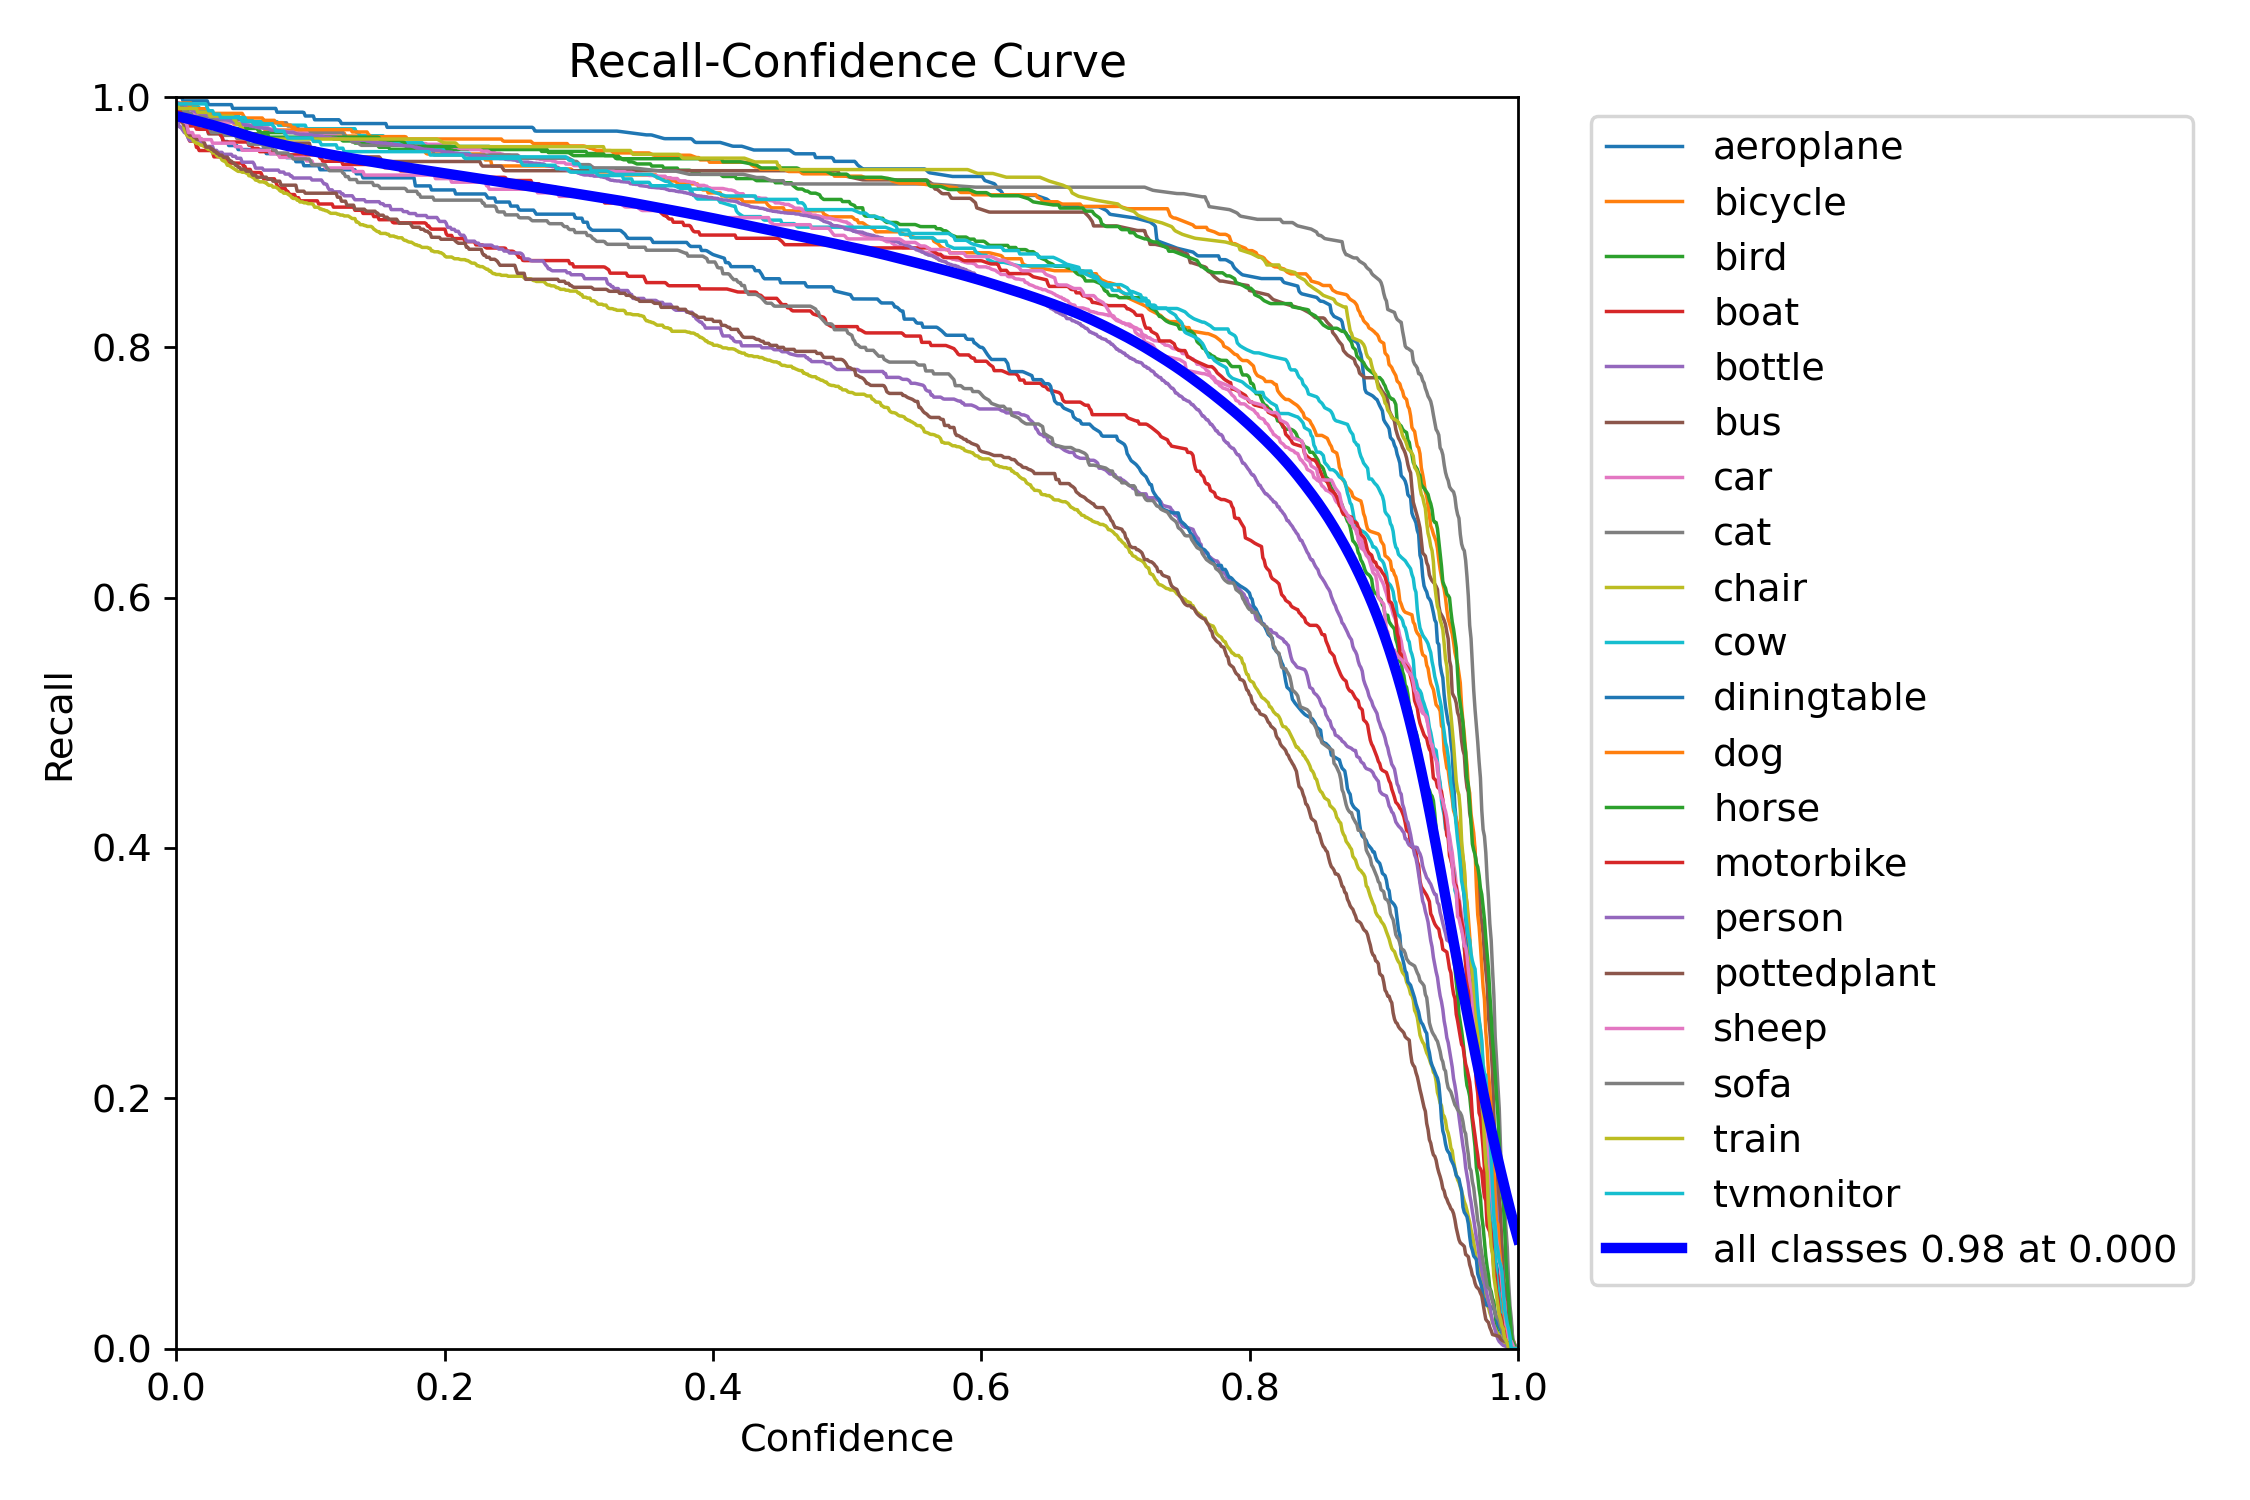 Recall-Confidence Curve
1.0
0.8
0.6
0.4
0.2
0.0
Recall
0.0 0.2 0.4 0.6 0.8 1.0
Confidence
aeroplane
bicycle
bird
boat
bottle
bus
car
cat
chair
cow
diningtable
dog
horse
motorbike
person
pottedplant
sheep
sofa
train
tvmonitor
all classes 0.98 at 0.000